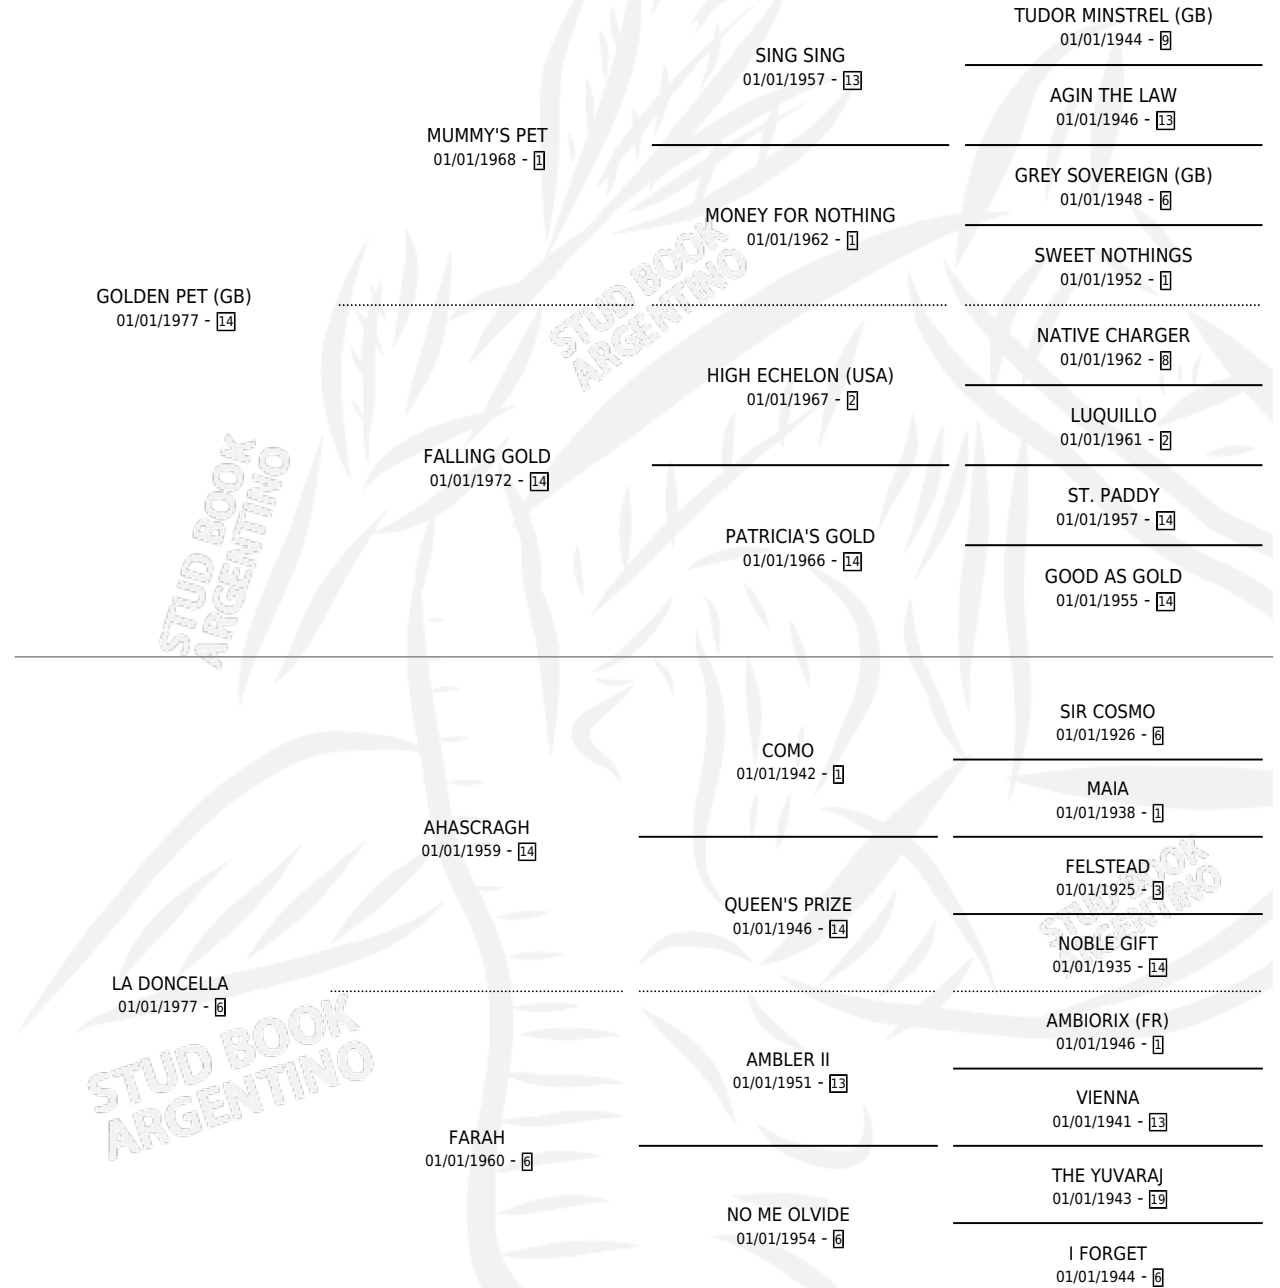 TUDOR MINSTREL (GB)
01/01/1944 - 9
SING SING
01/01/1957 - 13
AGIN THE LAW
01/01/1946 - 13
MUMMY'S PET
01/01/1968 - 1
GREY SOVEREIGN (GB)
01/01/1948 - 6
MONEY FOR NOTHING
01/01/1962 - 1
SWEET NOTHINGS
01/01/1952 - 1
GOLDEN PET (GB)
01/01/1977 - 14
STUD BOOK
ARGENTINO
NATIVE CHARGER
01/01/1962 - 8
HIGH ECHELON (USA)
01/01/1967 - 2
LUQUILLO
01/01/1961 - 2
FALLING GOLD
01/01/1972 - 14
ST. PADDY
01/01/1957 - 14
PATRICIA'S GOLD
01/01/1966 - 14
GOOD AS GOLD
01/01/1955 - 14
STUD BOOK
ARGENTINO
SIR COSMO
01/01/1926 - 6
COMO
01/01/1942 - 1
MAIA
01/01/1938 - 1
AHASCRAGH
01/01/1959 - 14
FELSTEAD
01/01/1925 - 3
QUEEN'S PRIZE
01/01/1946 - 14
NOBLE GIFT
01/01/1935 - 14
STUD BOOK
ARGENTINO
LA DONCELLA
01/01/1977 - 6
AMBIORIX (FR)
01/01/1946 - 1
AMBLER II
01/01/1951 - 13
VIENNA
01/01/1941 - 13
STUD BOOK
ARGENTINO
FARAH
01/01/1960 - 6
THE YUVARAJ
01/01/1943 - 19
NO ME OLVIDE
01/01/1954 - 6
I FORGET
01/01/1944 - 6